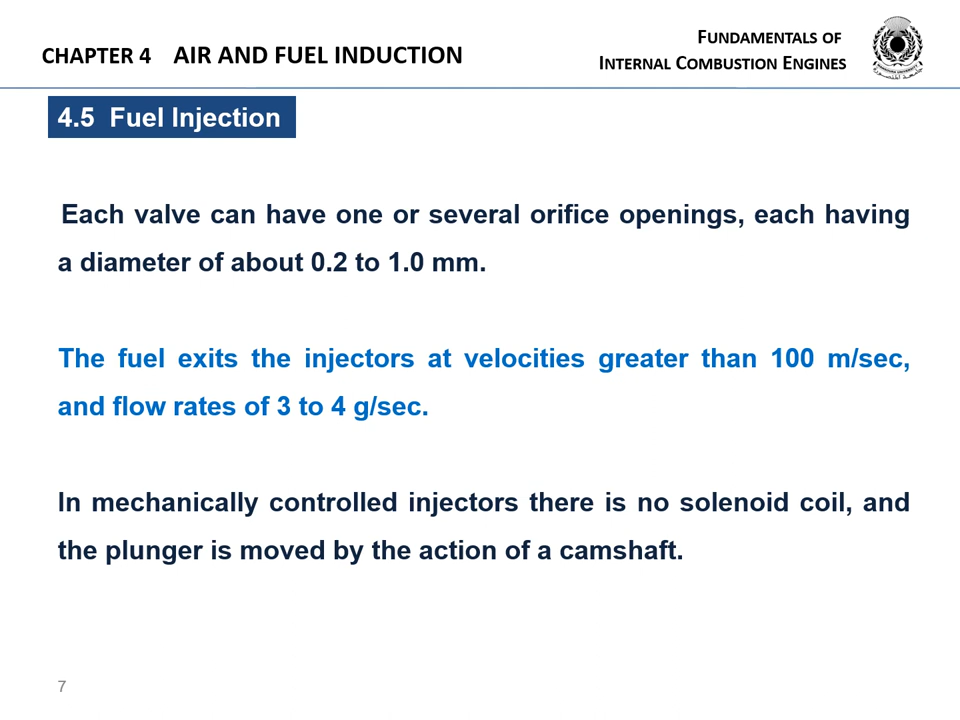 CHAPTER 4 AIR AND FUEL INDUCTION
FUNDAMENTALS OF
INTERNAL COMBUSTION ENGINES
4.5 Fuel Injection
Each valve can have one or several orifice openings, each having
a diameter of about 0.2 to 1.0 mm.
The fuel exits the injectors at velocities greater than 100 m/sec,
and flow rates of 3 to 4 g/sec.
In mechanically controlled injectors there is no solenoid coil, and
the plunger is moved by the action of a camshaft.
7